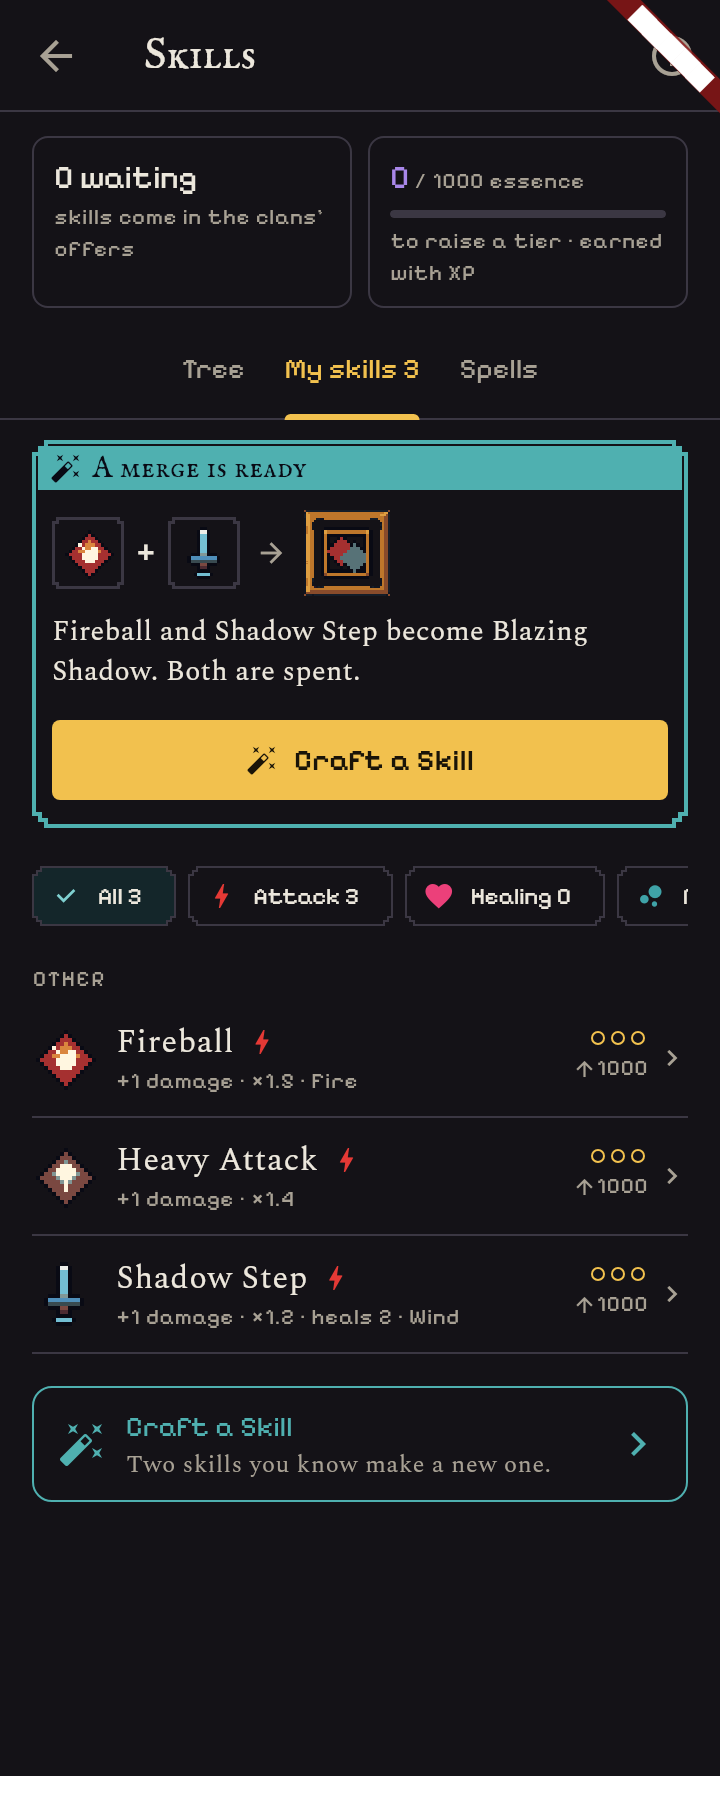 Skills
0 waiting
skills come in the clans'
offers
0 / 1000 essence
to raise a tier · earned
with XP
Tree
My skills 3
Spells
A merge is ready
+
→
Fireball and Shadow Step become Blazing
Shadow. Both are spent.
Craft a Skill
All 3
Attack 3
Healing 0
OTHER
Fireball
+1 damage · ×1.8 · Fire
↑1000
Heavy Attack
+1 damage · ×1.4
↑1000
Shadow Step
+1 damage · ×1.2 · heals 2 · Wind
↑1000
Craft a Skill
Two skills you know make a new one.